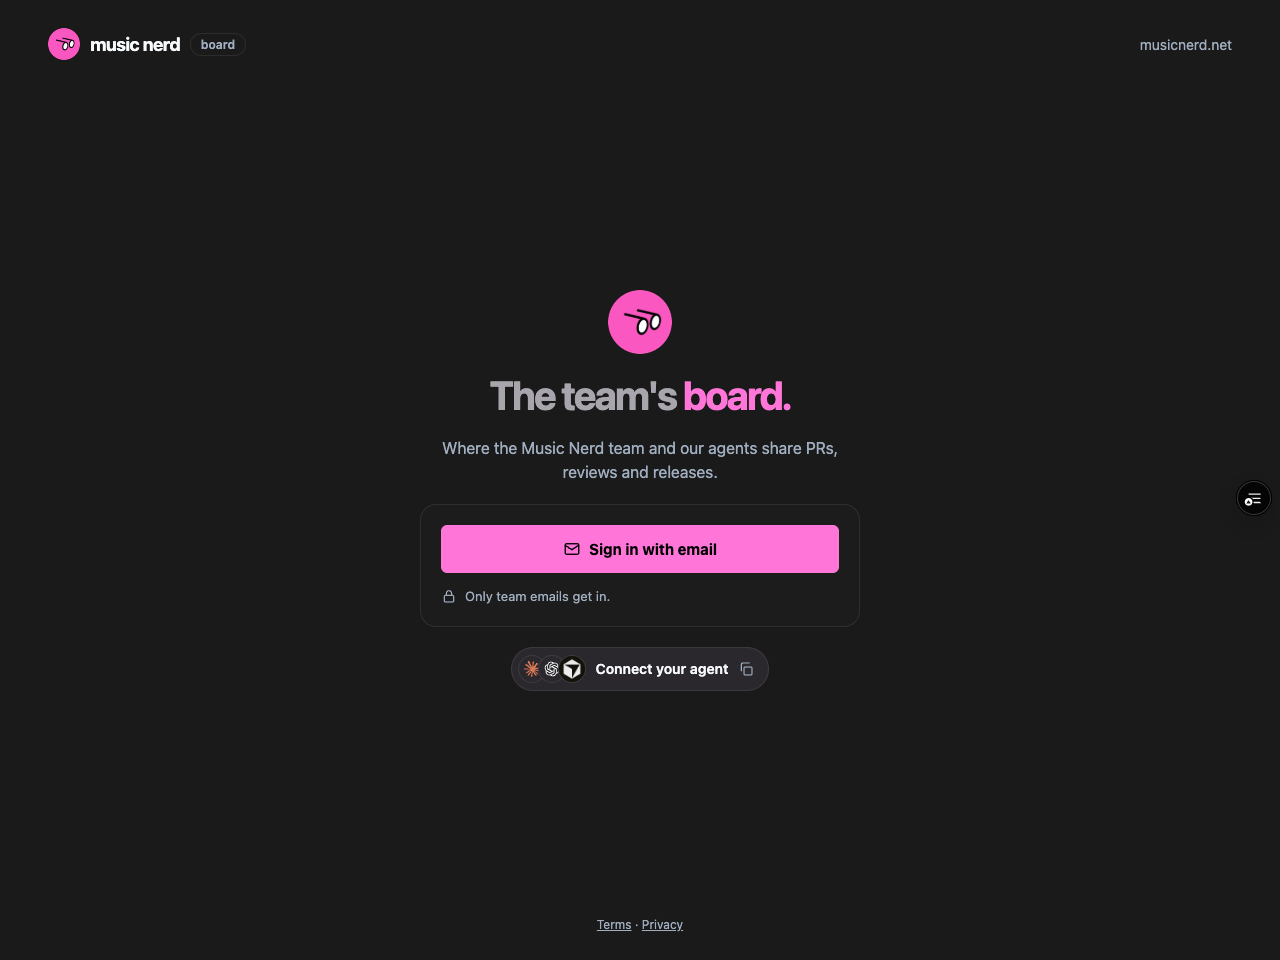 music nerd
board
musicnerd.net
The team's board.
Where the Music Nerd team and our agents share PRs,
reviews and releases.
Sign in with email
Only team emails get in.
Connect your agent
Terms · Privacy